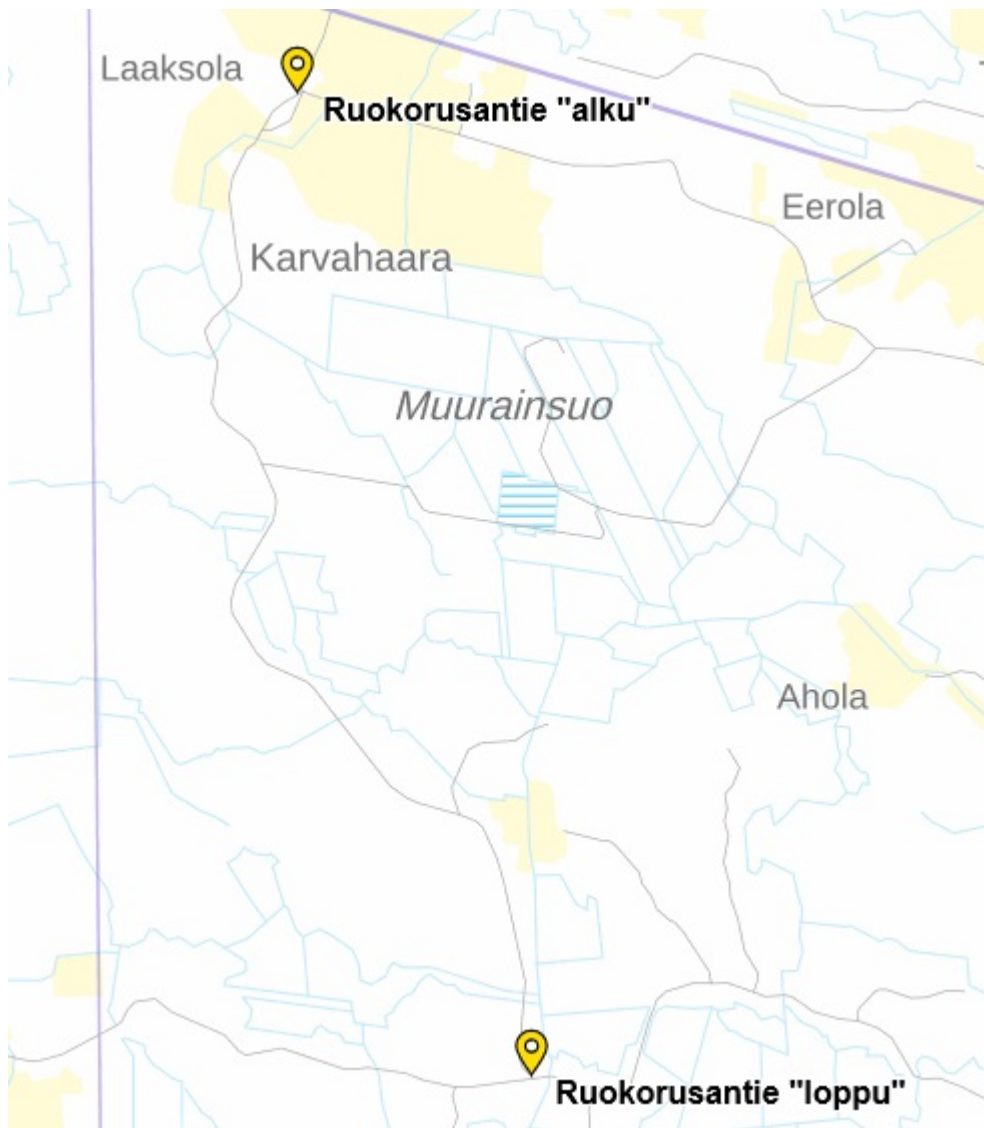 Laaksola
Ruokorusantie "alku"
Eerola
Karvahaara
Muurainsuo
Ahola
Ruokorusantie "loppu"